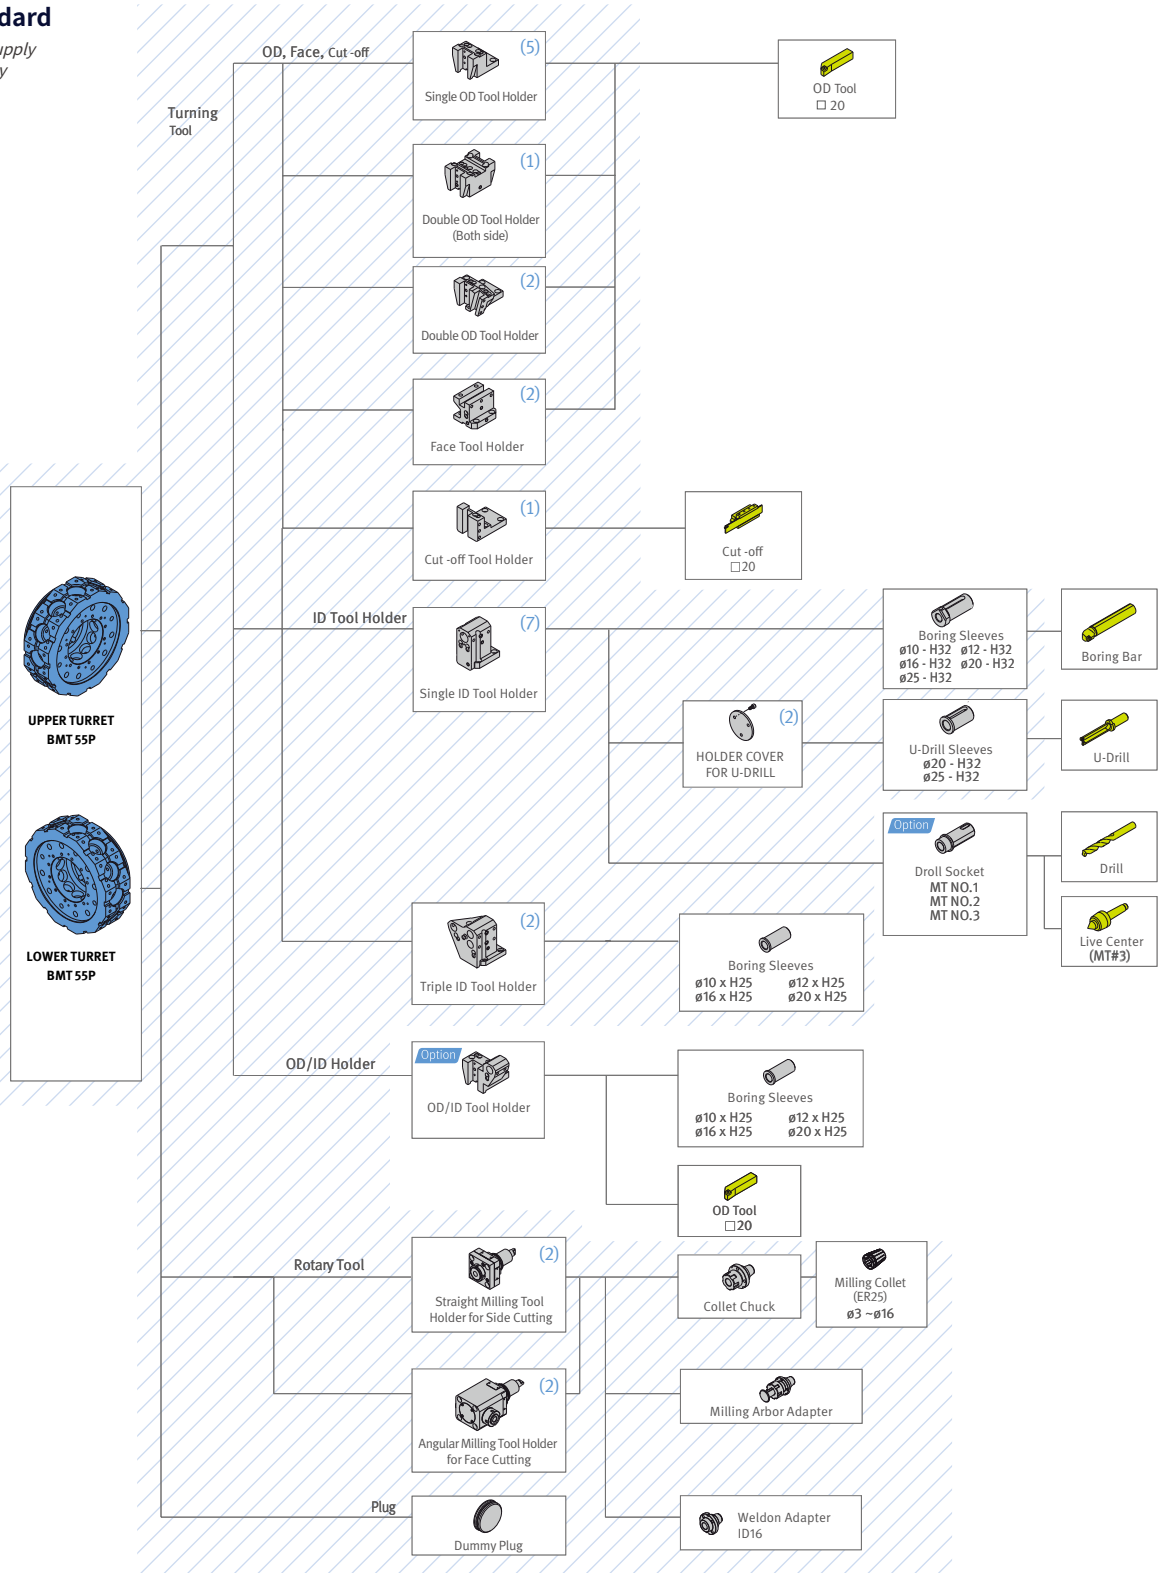 dard
upply
y
OD, Face, Cut -off
Turning
Tool
(5)
Single OD Tool Holder
OD Tool
□ 20
(1)
Double OD Tool Holder
(Both side)
(2)
Double OD Tool Holder
(2)
Face Tool Holder
(1)
Cut -off Tool Holder
Cut -off
□20
ID Tool Holder
(7)
Single ID Tool Holder
Boring Sleeves
ø10 - H32 ø12 - H32
ø16 - H32 ø20 - H32
ø25 - H32
Boring Bar
(2)
HOLDER COVER
FOR U-DRILL
U-Drill Sleeves
ø20 - H32
ø25 - H32
U-Drill
Option
Droll Socket
MT NO.1
MT NO.2
MT NO.3
Drill
Live Center
(MT#3)
UPPER TURRET
BMT 55P
LOWER TURRET
BMT 55P
(2)
Triple ID Tool Holder
Boring Sleeves
ø10 x H25 ø12 x H25
ø16 x H25 ø20 x H25
OD/ID Holder
Option
OD/ID Tool Holder
Boring Sleeves
ø10 x H25 ø12 x H25
ø16 x H25 ø20 x H25
OD Tool
□20
Rotary Tool
(2)
Straight Milling Tool
Holder for Side Cutting
Collet Chuck
Milling Collet
(ER25)
ø3 ~ø16
(2)
Angular Milling Tool Holder
for Face Cutting
Milling Arbor Adapter
Plug
Dummy Plug
Weldon Adapter
ID16